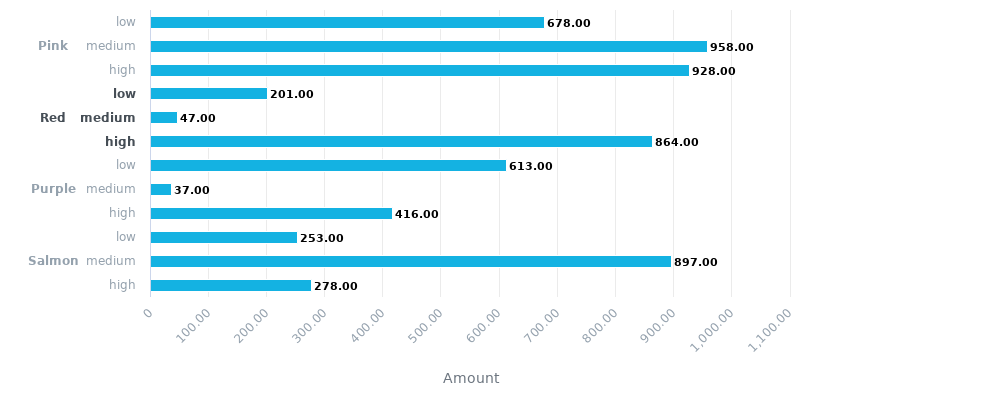 low 678.00
Pink medium 958.00
high 928.00
low 201.00
Red medium 47.00
high 864.00
low 613.00
Purple medium 37.00
high 416.00
low 253.00
Salmon medium 897.00
high 278.00
0 100.00 200.00 300.00 400.00 500.00 600.00 700.00 800.00 900.00 1,000.00 1,100.00
Amount